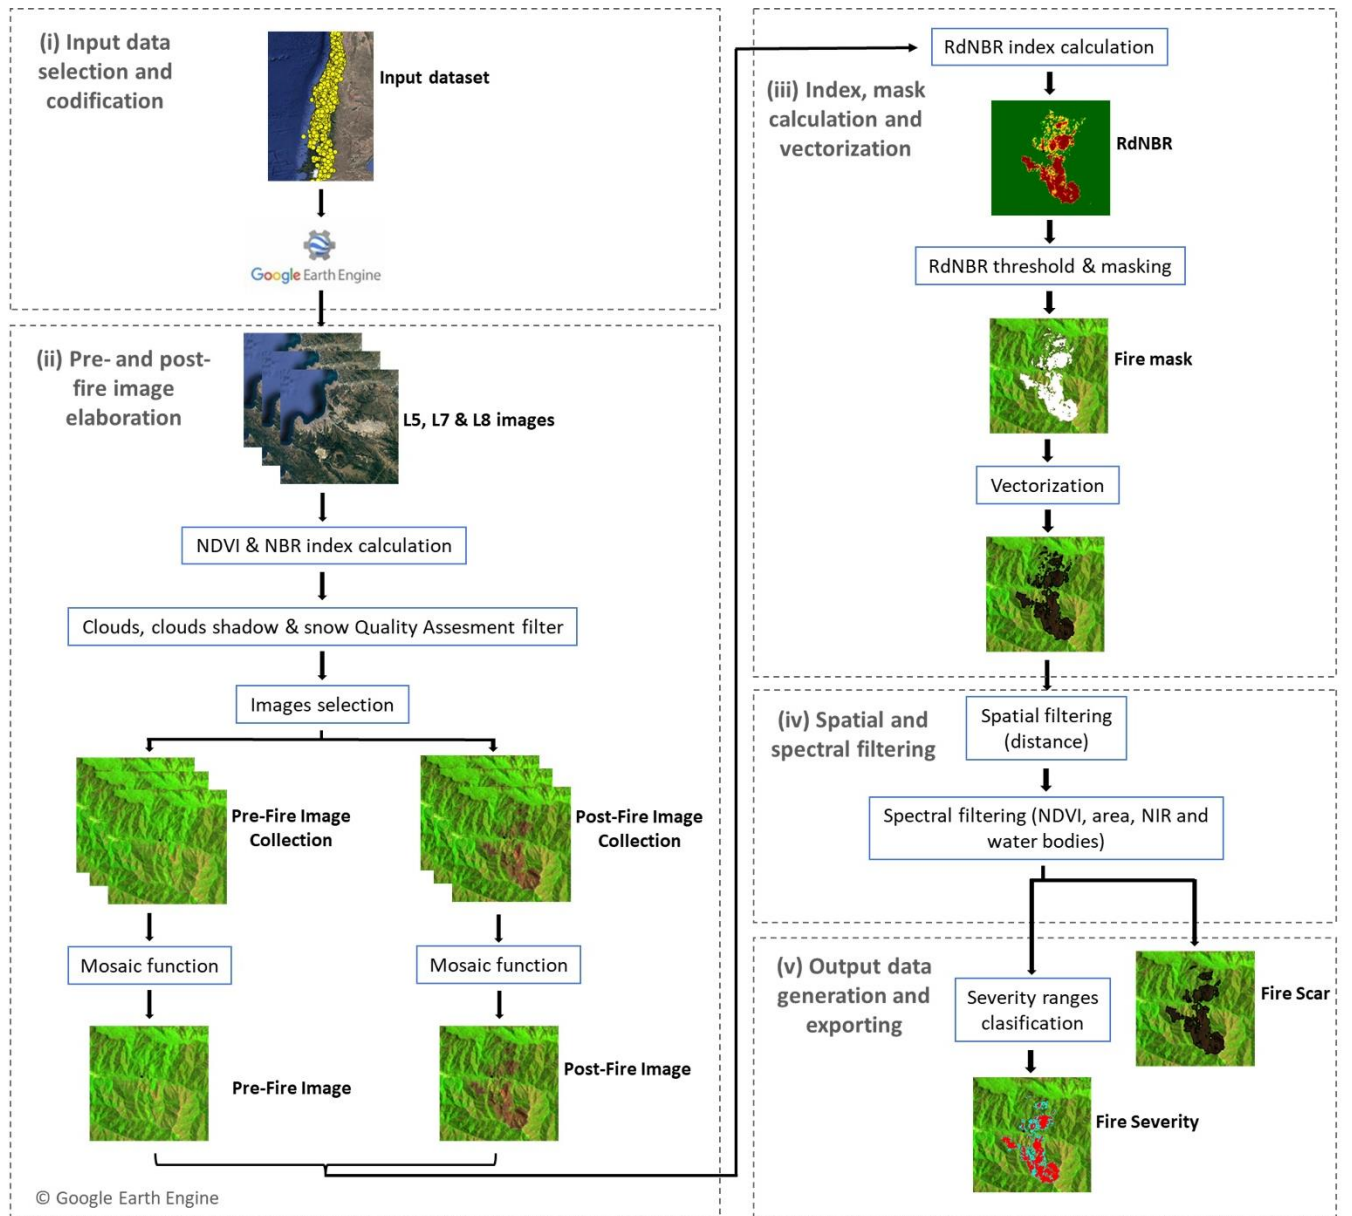 (i) Input data
selection and
codification
Input dataset
Google Earth Engine
(ii) Pre- and post-
fire image
elaboration
L5, L7 & L8 images
NDVI & NBR index calculation
Clouds, clouds shadow & snow Quality Assesment filter
Images selection
Pre-Fire Image
Collection
Post-Fire Image
Collection
Mosaic function
Mosaic function
Pre-Fire Image
Post-Fire Image
© Google Earth Engine
RdNBR index calculation
(iii) Index, mask
calculation and
vectorization
RdNBR
RdNBR threshold & masking
Fire mask
Vectorization
(iv) Spatial and
spectral filtering
Spatial filtering
(distance)
Spectral filtering (NDVI, area, NIR and
water bodies)
(v) Output data
generation and
exporting
Severity ranges
clasification
Fire Scar
Fire Severity